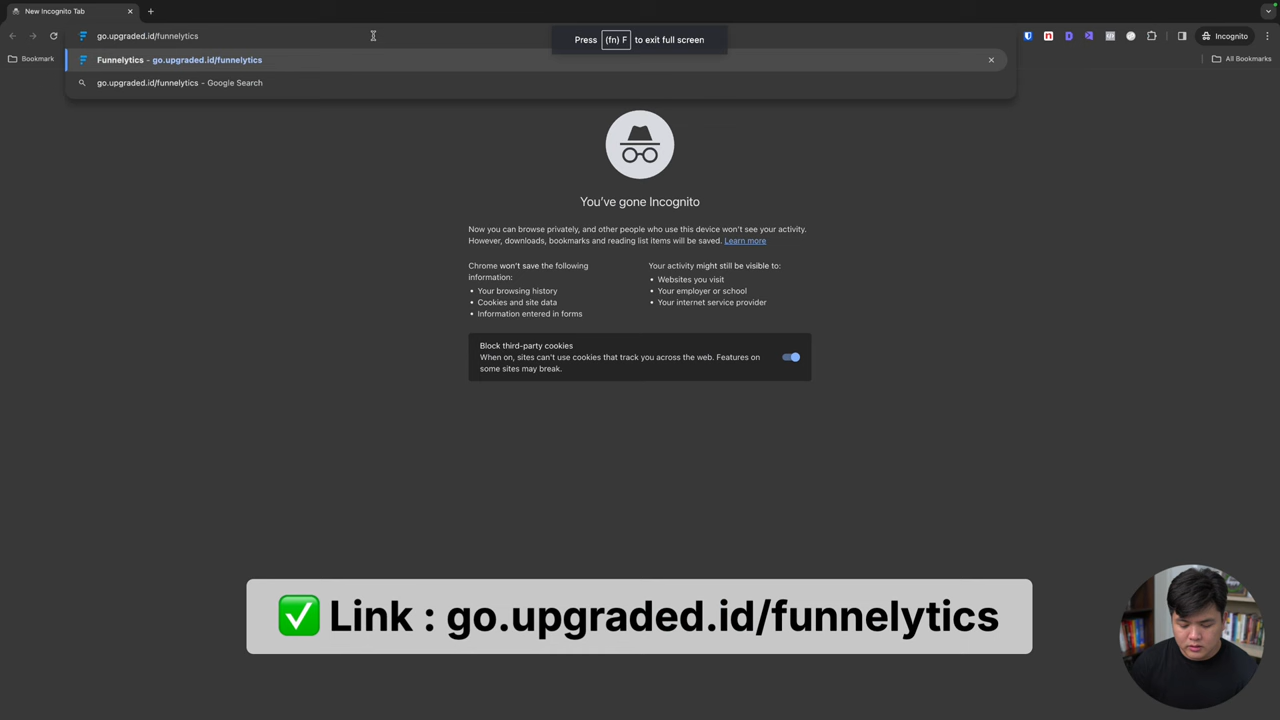 New Incognito Tab
go.upgraded.id/funnelytics
Press (fn) F to exit full screen
Incognito
Bookmark
Funnelytics - go.upgraded.id/funnelytics
All Bookmarks
go.upgraded.id/funnelytics - Google Search
You've gone Incognito
Now you can browse privately, and other people who use this device won't see your activity.
However, downloads, bookmarks and reading list items will be saved. Learn more
Chrome won't save the following
information:
• Your browsing history
• Cookies and site data
• Information entered in forms
Your activity might still be visible to:
• Websites you visit
• Your employer or school
• Your internet service provider
Block third-party cookies
When on, sites can't use cookies that track you across the web. Features on
some sites may break.
✅ Link : go.upgraded.id/funnelytics